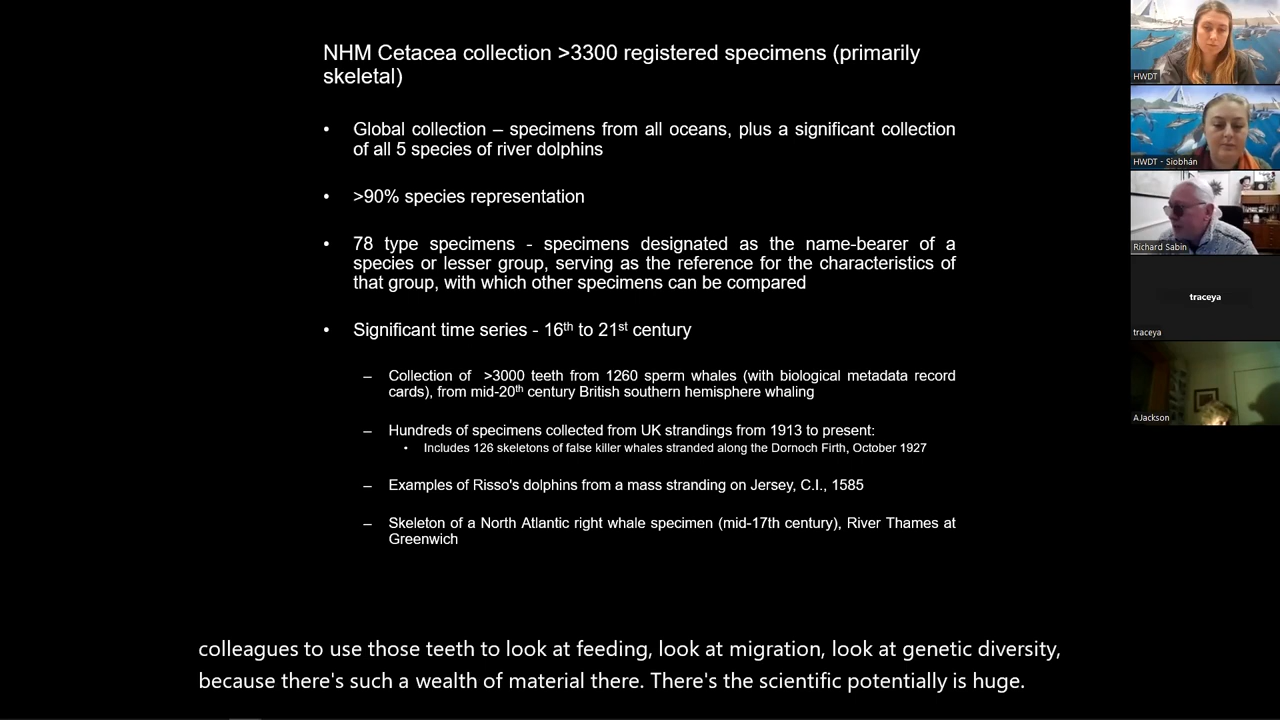 NHM Cetacea collection >3300 registered specimens (primarily
skeletal)
• Global collection – specimens from all oceans, plus a significant collection
of all 5 species of river dolphins
• >90% species representation
• 78 type specimens - specimens designated as the name-bearer of a
species or lesser group, serving as the reference for the characteristics of
that group, with which other specimens can be compared
• Significant time series - 16th to 21st century
– Collection of >3000 teeth from 1260 sperm whales (with biological metadata record
cards), from mid-20th century British southern hemisphere whaling
– Hundreds of specimens collected from UK strandings from 1913 to present:
• Includes 126 skeletons of false killer whales stranded along the Dornoch Firth, October 1927
– Examples of Risso's dolphins from a mass stranding on Jersey, C.I., 1585
– Skeleton of a North Atlantic right whale specimen (mid-17th century), River Thames at
Greenwich
colleagues to use those teeth to look at feeding, look at migration, look at genetic diversity,
because there's such a wealth of material there. There's the scientific potentially is huge.
HWDT
HWDT - Siobhán
Richard Sabin
traceya
traceya
AJackson